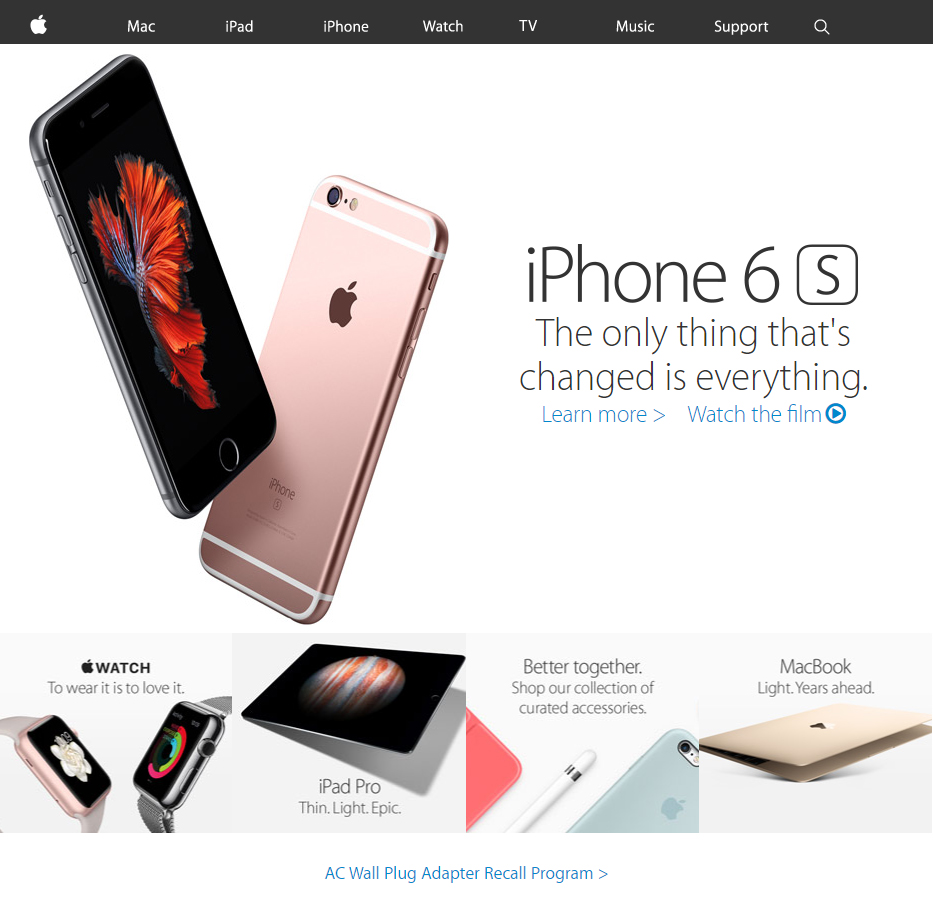 Mac
iPad
iPhone
Watch
TV
Music
Support
iPhone 6 S
The only thing that's
changed is everything.
Learn more >
Watch the film
iPhone
S
WATCH
To wear it is to love it.
iPad Pro
Thin. Light. Epic.
Better together.
Shop our collection of
curated accessories.
MacBook
Light. Years ahead.
AC Wall Plug Adapter Recall Program >